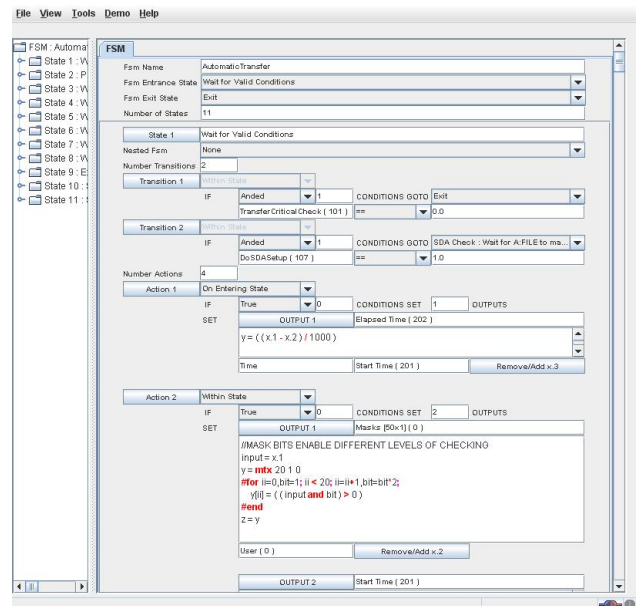 File View Tools Demo Help
FSM : Automa
State 1 : W
State 2 : P
State 3 : W
State 4 : W
State 5 : W
State 6 : W
State 7 : W
State 8 : W
State 9 : E
State 10 : S
State 11 : S
FSM
Fsm Name AutomaticTransfer
Fsm Entrance State Wait for Valid Conditions
Fsm Exit State Exit
Number of States 11
State 1 Wait for Valid Conditions
Nested Fsm None
Number Transitions 2
Transition 1 Within State
IF Anded 1 CONDITIONS GOTO Exit
TransferCriticalCheck ( 101 ) == 0.0
Transition 2 Within State
IF Anded 1 CONDITIONS GOTO SDA Check : Wait for A:FILE to ma...
DoSDASetup ( 107 ) == 1.0
Number Actions 4
Action 1 On Entering State
IF True 0 CONDITIONS SET 1 OUTPUTS
SET OUTPUT 1 Elapsed Time ( 202 )
y = ( ( x.1 - x.2 ) / 1000 )
Time Start Time ( 201 ) Remove/Add x.3
Action 2 Within State
IF True 0 CONDITIONS SET 2 OUTPUTS
SET OUTPUT 1 Masks [50x1] ( 0 )
//MASK BITS ENABLE DIFFERENT LEVELS OF CHECKING
input = x.1
y = mtx 20 1 0
#for ii=0,bit=1; ii < 20; ii=ii+1,bit=bit*2;
y[ii] = ( ( input and bit ) > 0 )
#end
z = y
User ( 0 ) Remove/Add x.2
OUTPUT 2 Start Time ( 201 )